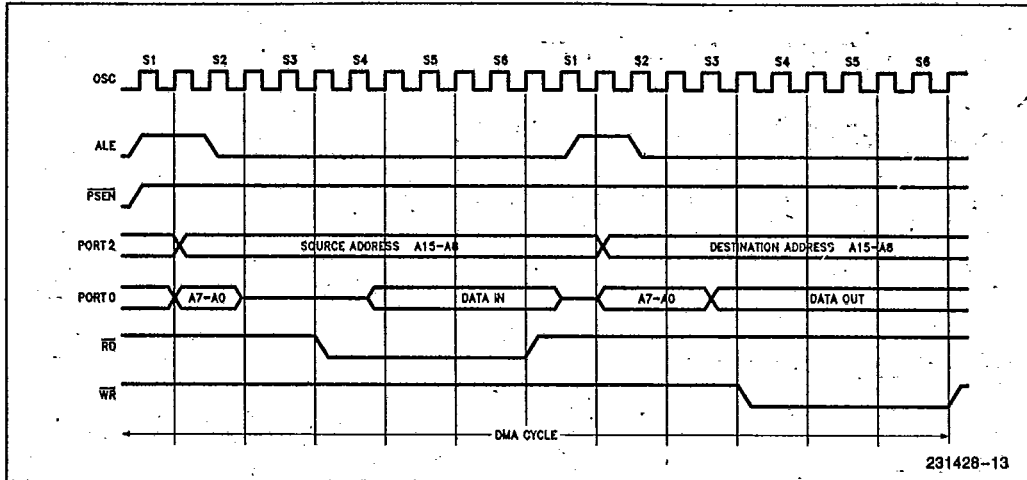 S1 S2 S3 S4 S5 S6 S1 S2 S3 S4 S5 S6
OSC
ALE
PSEN
PORT 2 SOURCE ADDRESS A15-A8 DESTINATION ADDRESS A15-A8
PORT 0 A7-A0 DATA IN A7-A0 DATA OUT
RD
WR
DMA CYCLE
231428-13